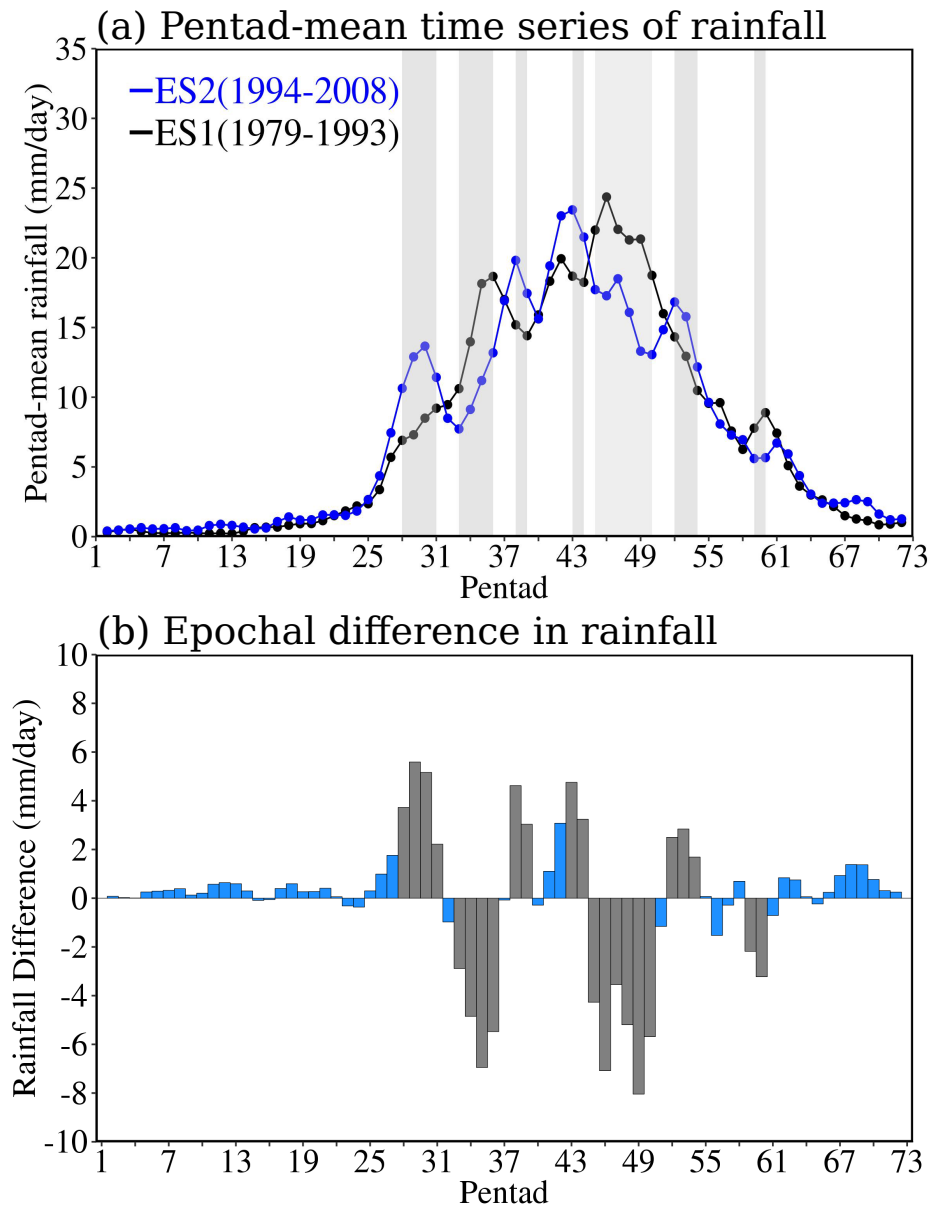 (a) Pentad-mean time series of rainfall
35
30
25
20
15
10
5
0
Pentad-mean rainfall (mm/day)
ES2(1994-2008)
ES1(1979-1993)
1 7 13 19 25 31 37 43 49 55 61 67 73
Pentad
(b) Epochal difference in rainfall
10
8
6
4
2
0
-2
-4
-6
-8
-10
Rainfall Difference (mm/day)
1 7 13 19 25 31 37 43 49 55 61 67 73
Pentad